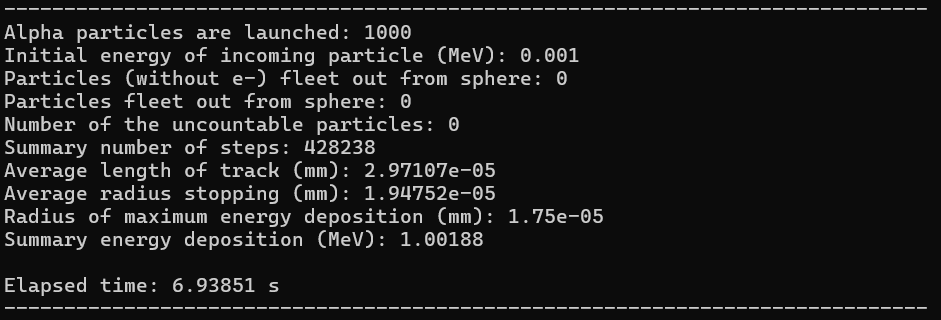 ------------------------------------------------------------------------------
Alpha particles are launched: 1000
Initial energy of incoming particle (MeV): 0.001
Particles (without e-) fleet out from sphere: 0
Particles fleet out from sphere: 0
Number of the uncountable particles: 0
Summary number of steps: 428238
Average length of track (mm): 2.97107e-05
Average radius stopping (mm): 1.94752e-05
Radius of maximum energy deposition (mm): 1.75e-05
Summary energy deposition (MeV): 1.00188
Elapsed time: 6.93851 s
------------------------------------------------------------------------------